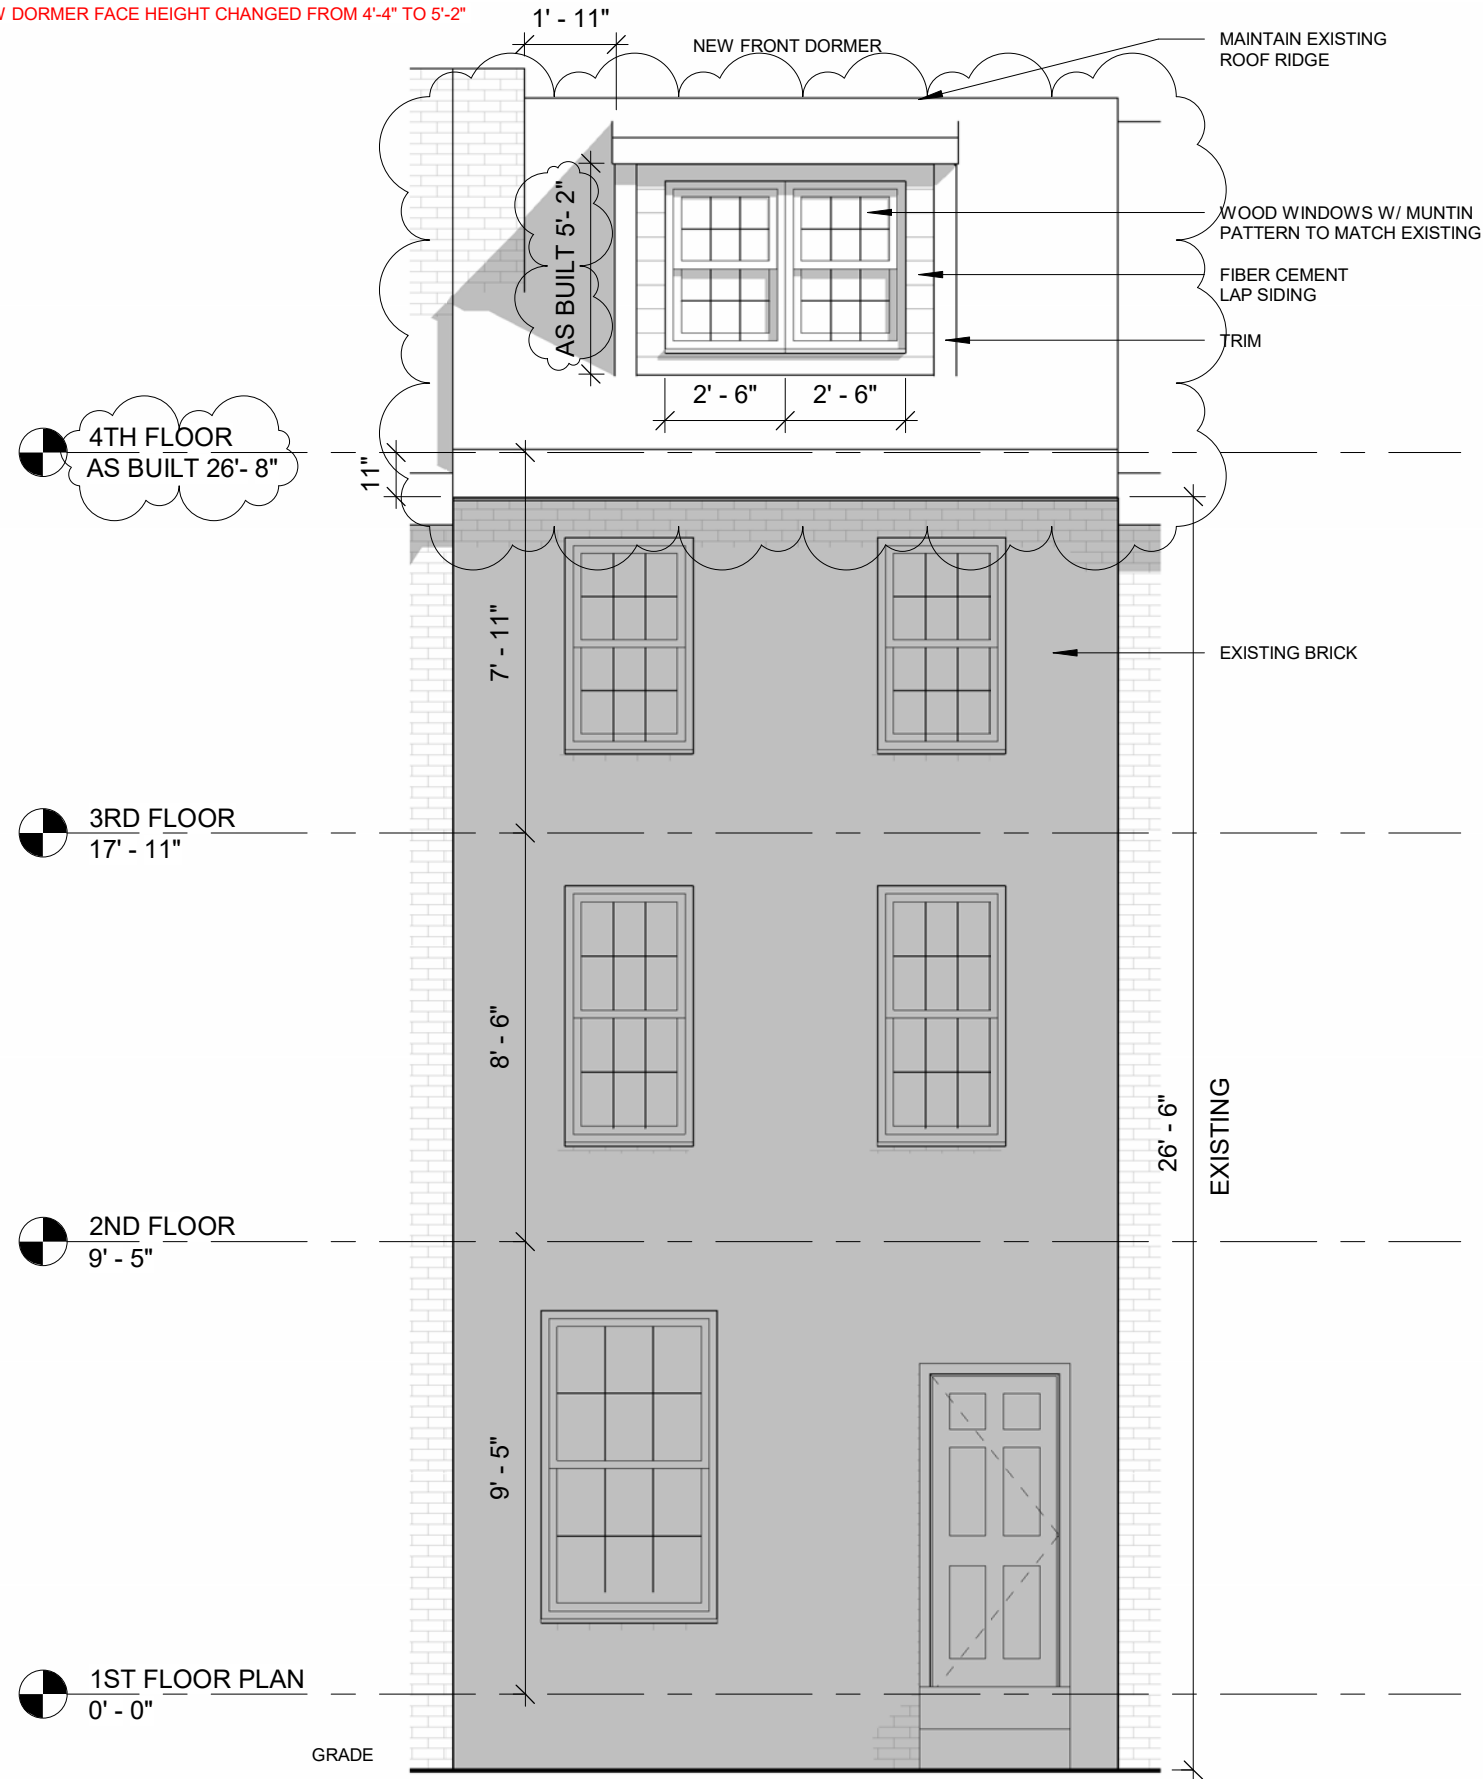 DORMER FACE HEIGHT CHANGED FROM 4'-4" TO 5'-2"
1' - 11"
NEW FRONT DORMER
MAINTAIN EXISTING
ROOF RIDGE
AS BUILT 5'- 2"
WOOD WINDOWS W/ MUNTIN
PATTERN TO MATCH EXISTING
FIBER CEMENT
LAP SIDING
TRIM
2' - 6"
2' - 6"
4TH FLOOR
AS BUILT 26'- 8"
11"
7' - 11"
EXISTING BRICK
3RD FLOOR
17' - 11"
8' - 6"
26' - 6"
EXISTING
2ND FLOOR
9' - 5"
9' - 5"
1ST FLOOR PLAN
0' - 0"
GRADE